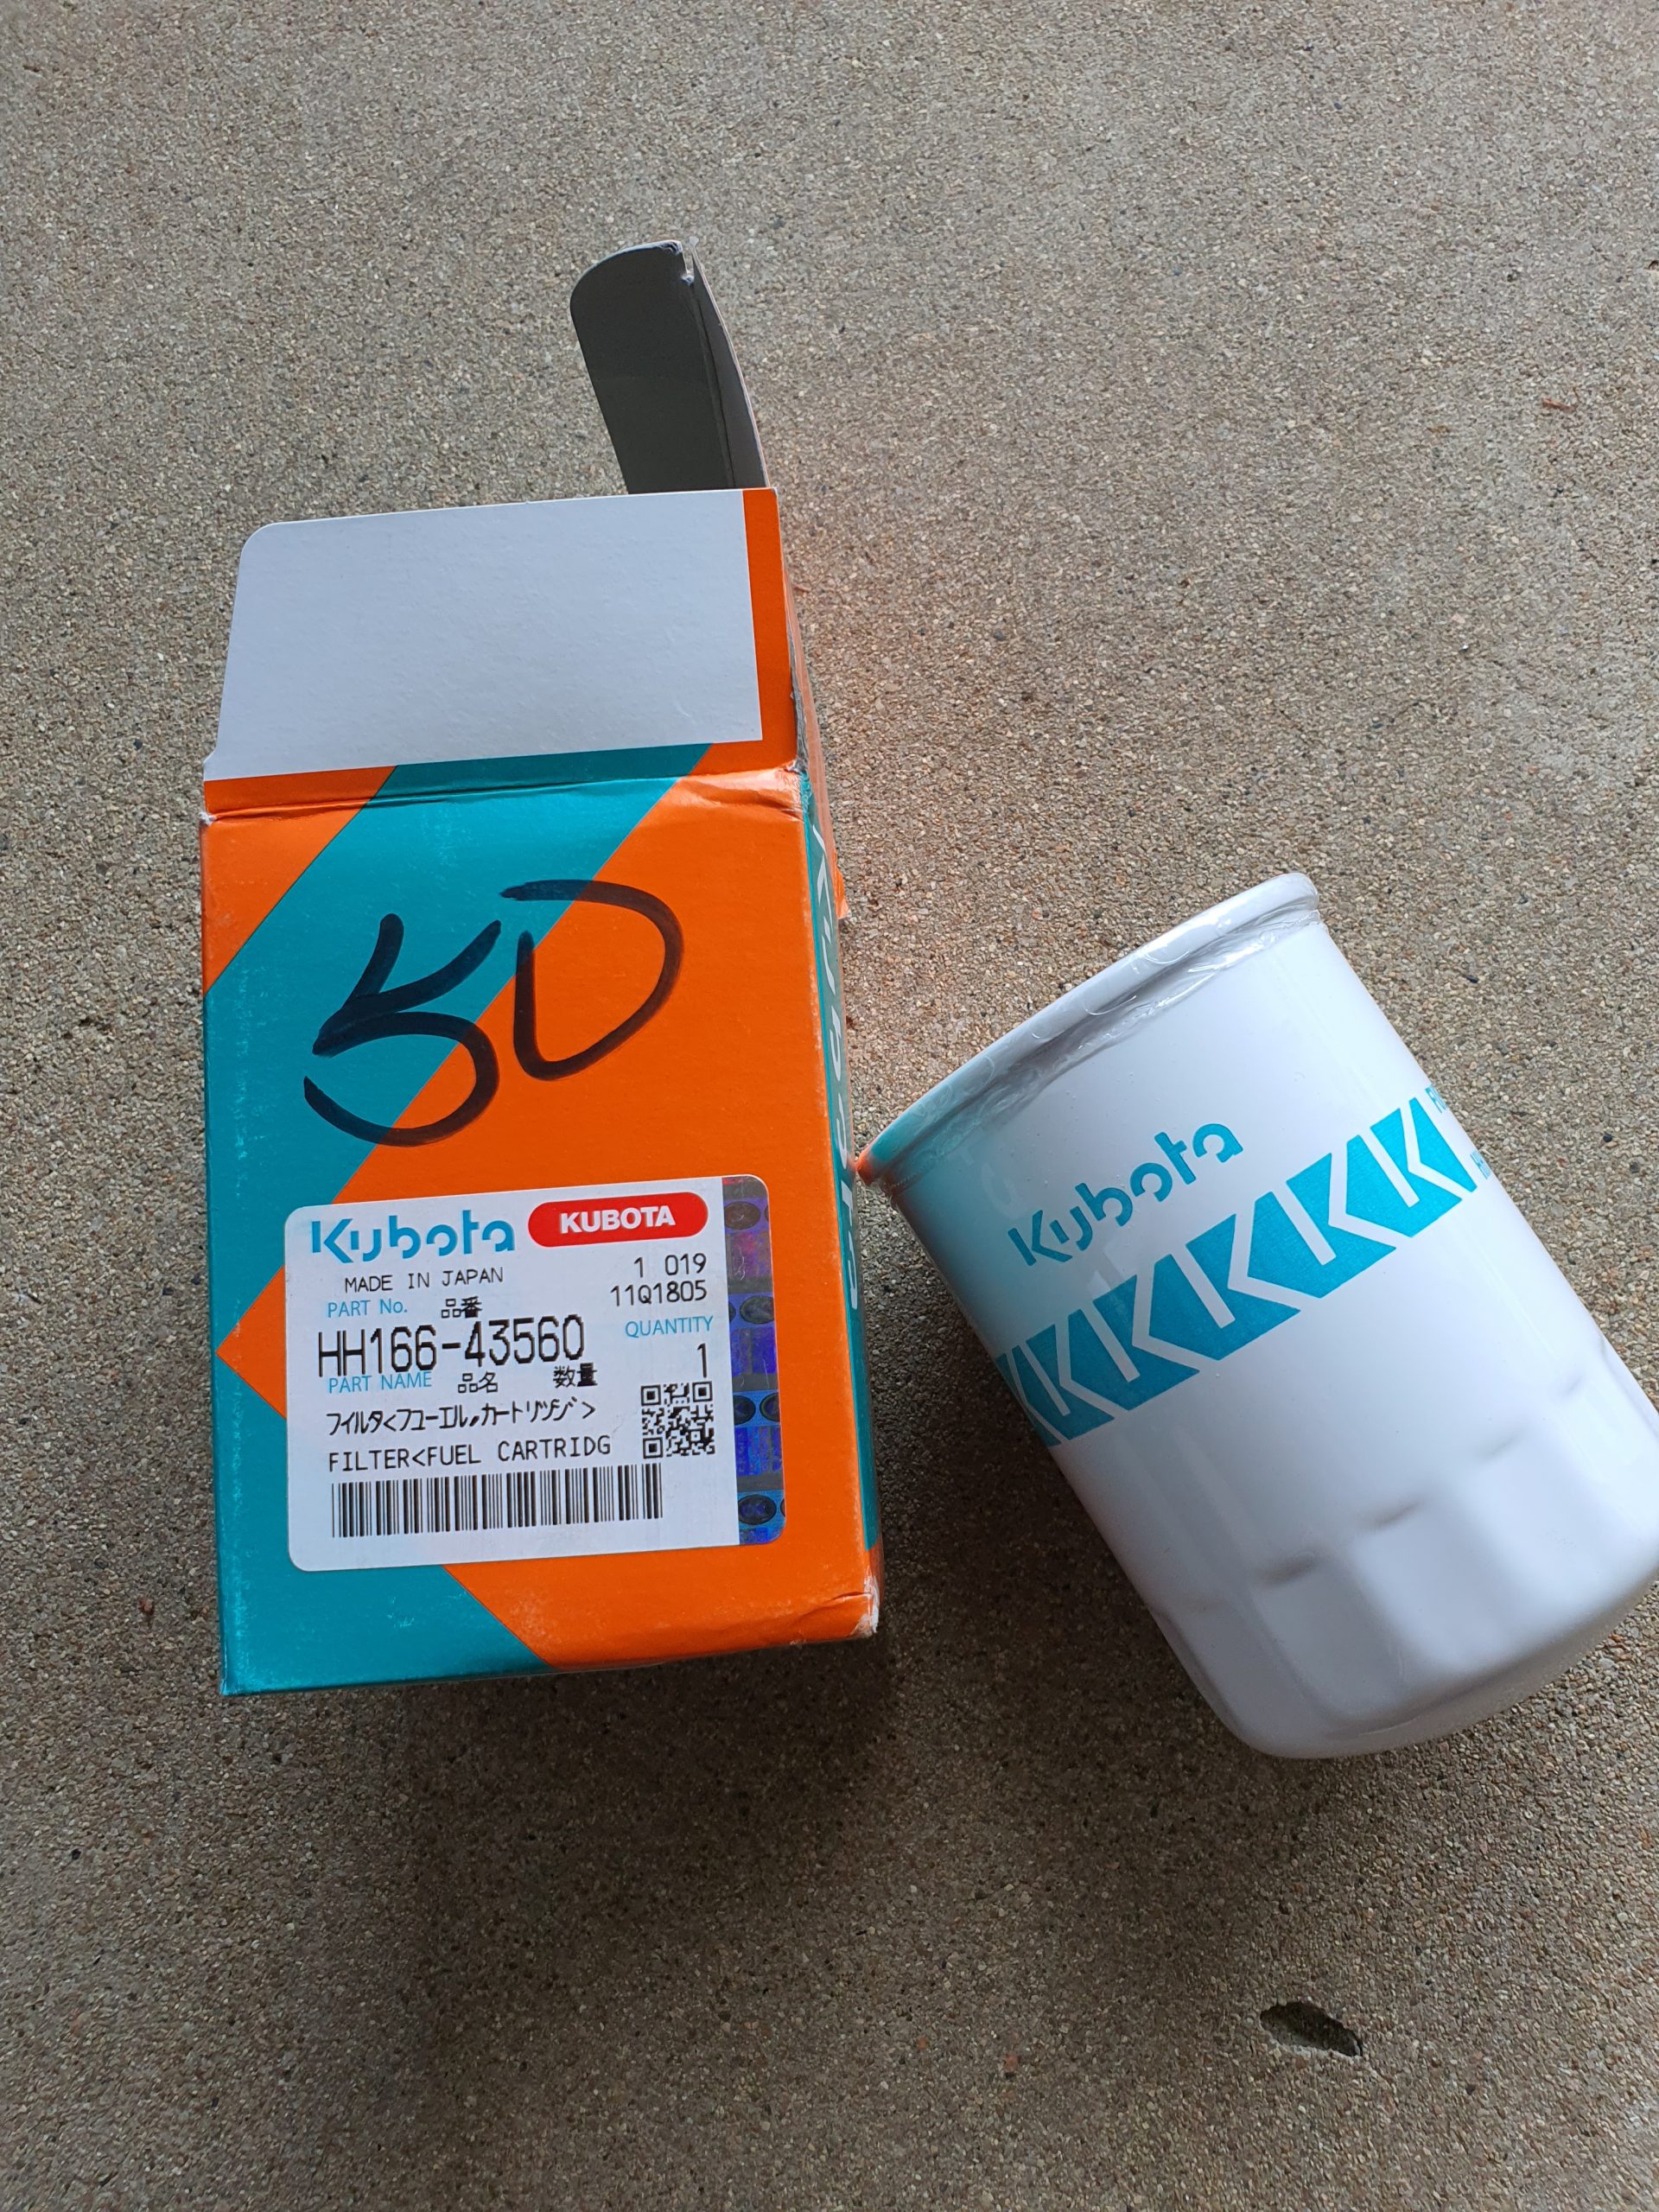 50
Kubota KUBOTA
MADE IN JAPAN
1 019
11Q1805
PART No. 品番
HH166-43560
QUANTITY
1
PART NAME 品名 数量
フィルタ<フューエル,カートリッジ>
FILTER<FUEL CARTRIDG
KUBOTA
Kubota